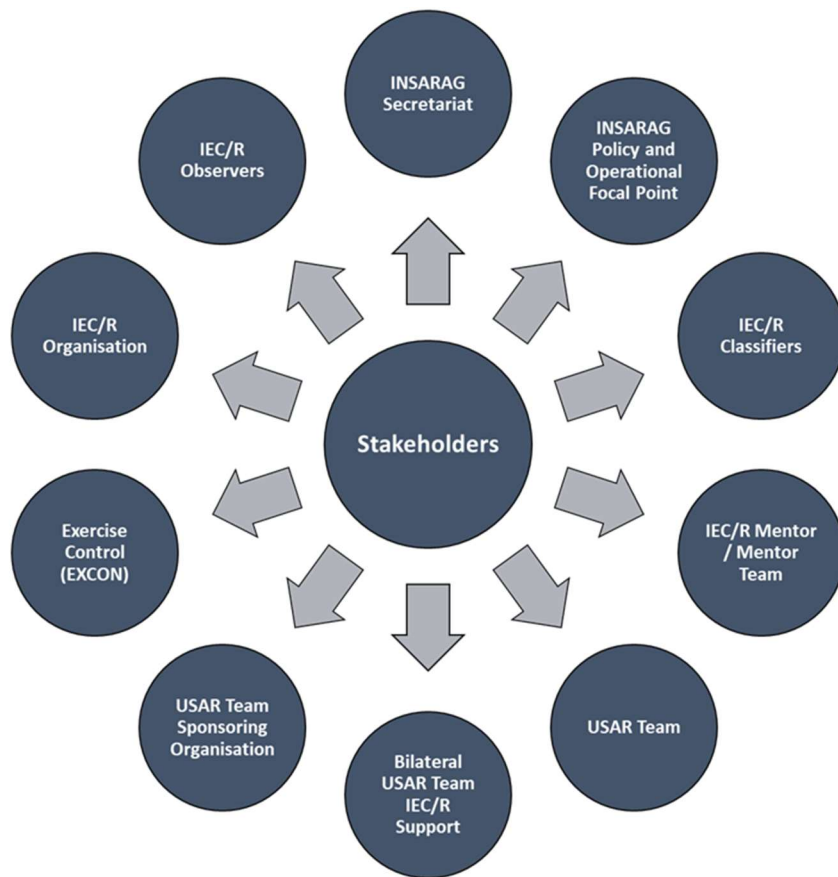 INSARAG
Secretariat
INSARAG
Policy and
Operational
Focal Point
IEC/R
Classifiers
IEC/R Mentor
/ Mentor
Team
USAR Team
Bilateral
USAR Team
IEC/R
Support
USAR Team
Sponsoring
Organisation
Exercise
Control
(EXCON)
IEC/R
Organisation
IEC/R
Observers
Stakeholders